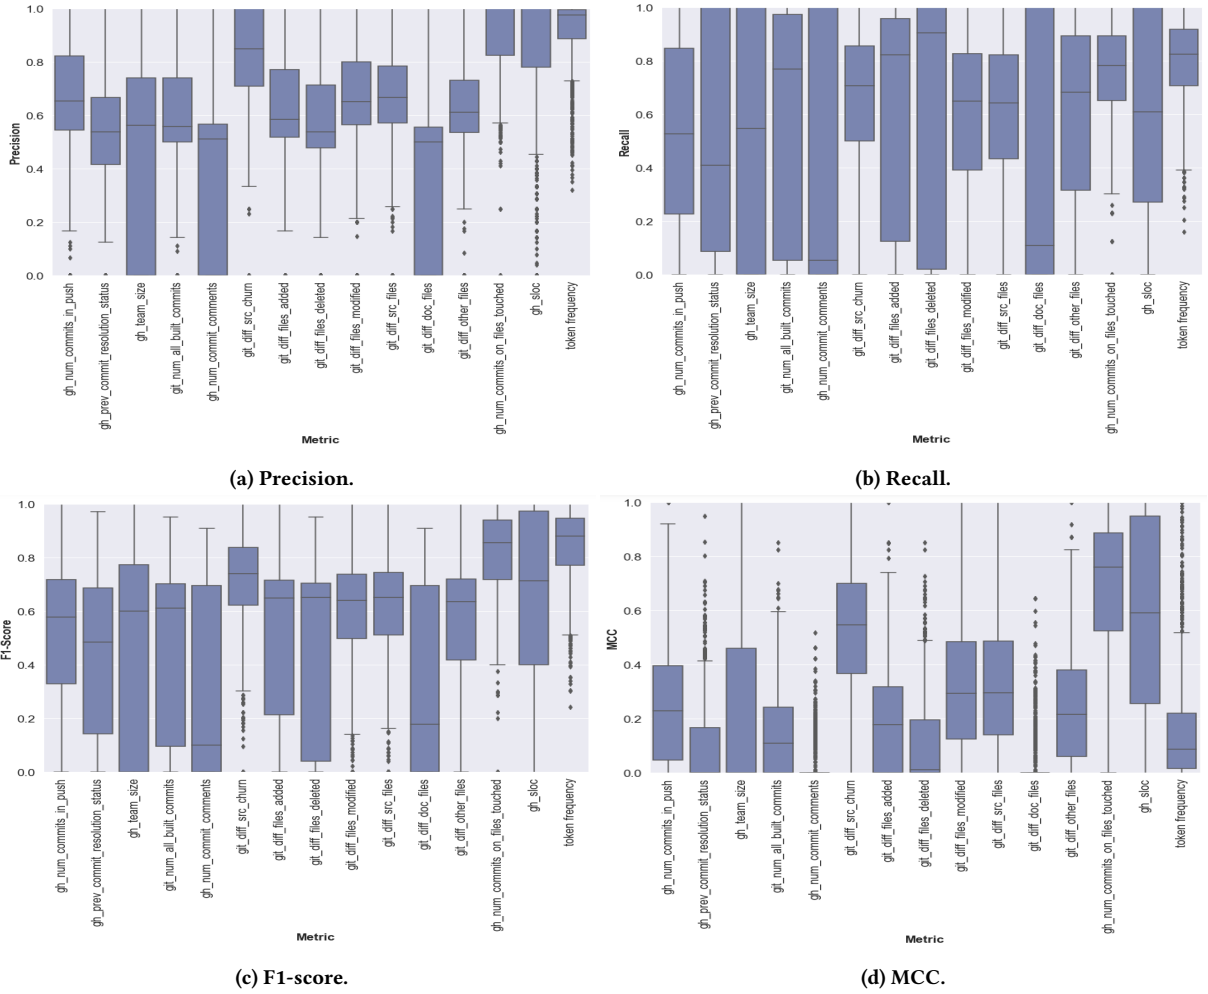 1.0
0.8
0.6
0.4
0.2
0.0
Precision
gh_num_commits_in_push
gh_prev_commit_resolution_status
gh_team_size
git_num_all_built_commits
gh_num_commit_comments
git_diff_src_churn
git_diff_files_added
git_diff_files_deleted
git_diff_files_modified
git_diff_src_files
git_diff_doc_files
git_diff_other_files
gh_num_commits_on_files_touched
gh_sloc
token frequency
Metric
(a) Precision.
1.0
0.8
0.6
0.4
0.2
0.0
Recall
gh_num_commits_in_push
gh_prev_commit_resolution_status
gh_team_size
git_num_all_built_commits
gh_num_commit_comments
git_diff_src_churn
git_diff_files_added
git_diff_files_deleted
git_diff_files_modified
git_diff_src_files
git_diff_doc_files
git_diff_other_files
gh_num_commits_on_files_touched
gh_sloc
token frequency
Metric
(b) Recall.
1.0
0.8
0.6
0.4
0.2
0.0
F1-Score
gh_num_commits_in_push
gh_prev_commit_resolution_status
gh_team_size
git_num_all_built_commits
gh_num_commit_comments
git_diff_src_churn
git_diff_files_added
git_diff_files_deleted
git_diff_files_modified
git_diff_src_files
git_diff_doc_files
git_diff_other_files
gh_num_commits_on_files_touched
gh_sloc
token frequency
Metric
(c) F1-score.
1.0
0.8
0.6
0.4
0.2
0.0
MCC
gh_num_commits_in_push
gh_prev_commit_resolution_status
gh_team_size
git_num_all_built_commits
gh_num_commit_comments
git_diff_src_churn
git_diff_files_added
git_diff_files_deleted
git_diff_files_modified
git_diff_src_files
git_diff_doc_files
git_diff_other_files
gh_num_commits_on_files_touched
gh_sloc
token frequency
Metric
(d) MCC.